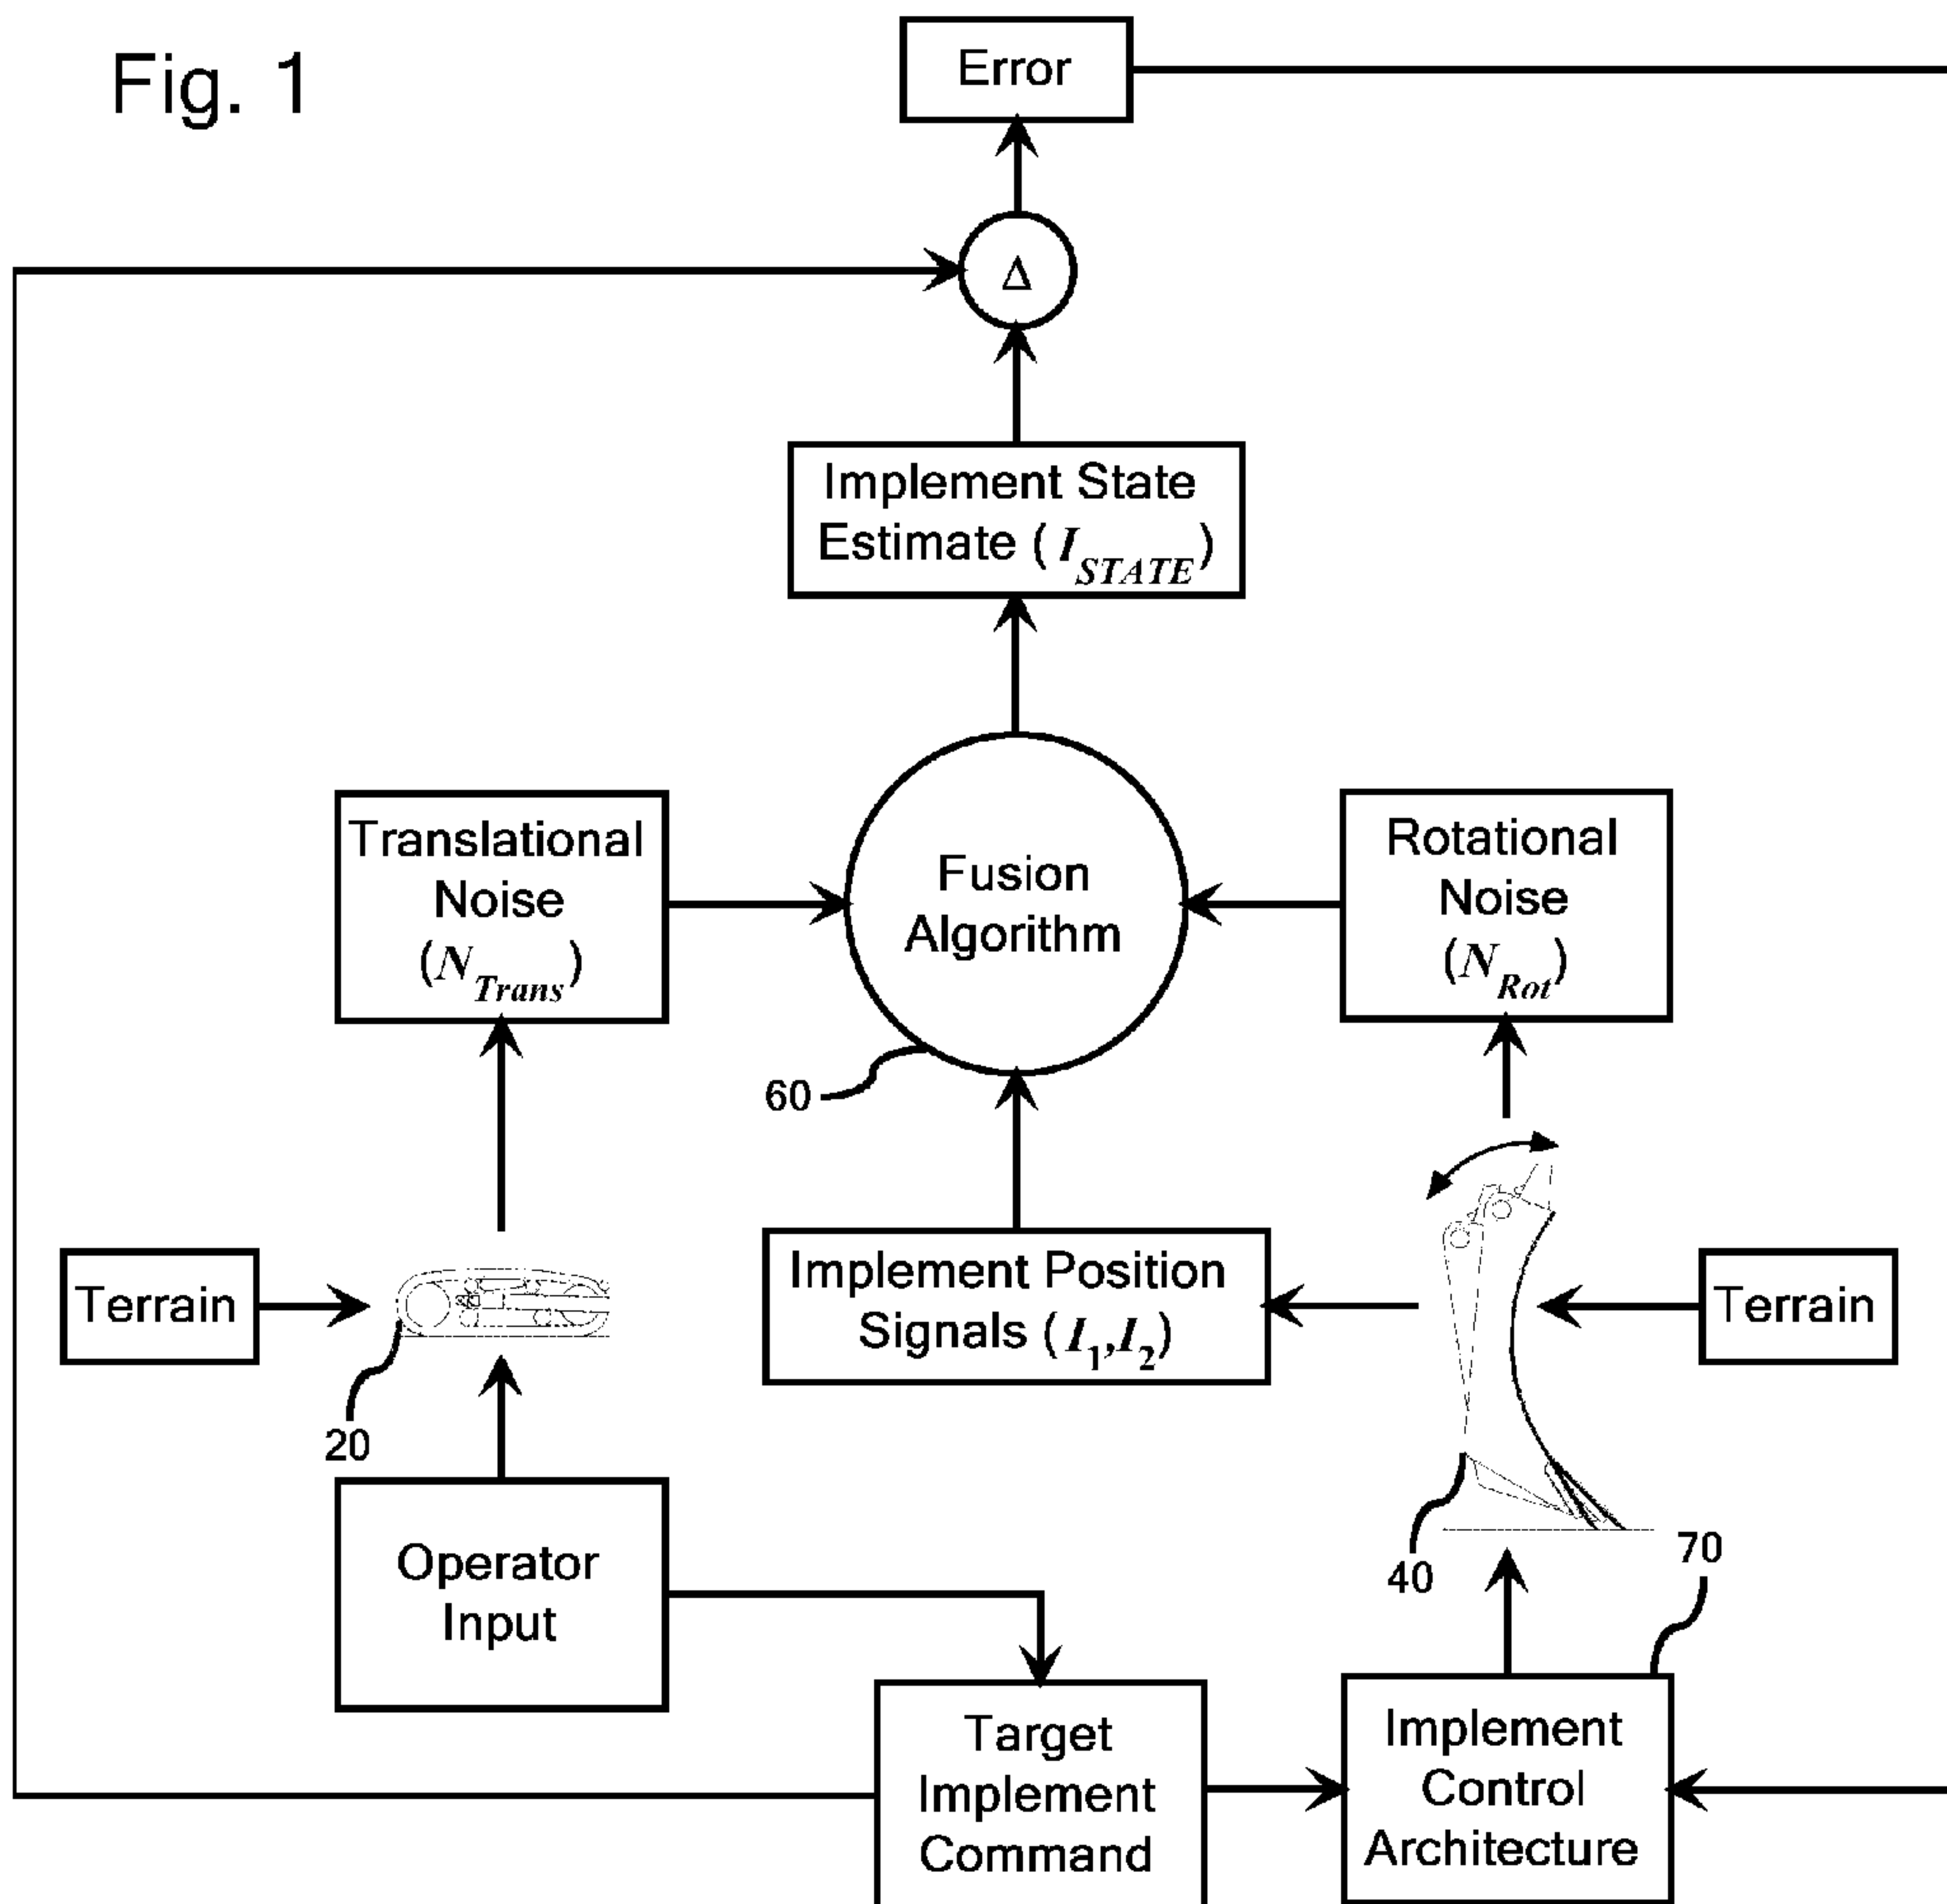 Fig. 1
Error
Δ
Implement State
Estimate (I_STATE)
Translational
Noise
(N_Trans)
Fusion
Algorithm
Rotational
Noise
(N_Rot)
60
Terrain
Implement Position
Signals (I_1,I_2)
Terrain
20
40
70
Operator
Input
Target
Implement
Command
Implement
Control
Architecture